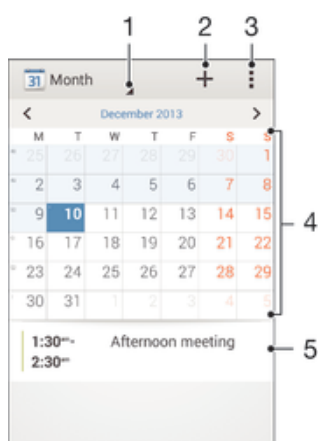 1 2 3
31 Month +
< December 2013 >
M T W T F S S
25 26 27 28 29 30 1
2 3 4 5 6 7 8
9 10 11 12 13 14 15
16 17 18 19 20 21 22
23 24 25 26 27 28 29
30 31 1 2 3 4 5
4
1:30 - Afternoon meeting
2:30
5